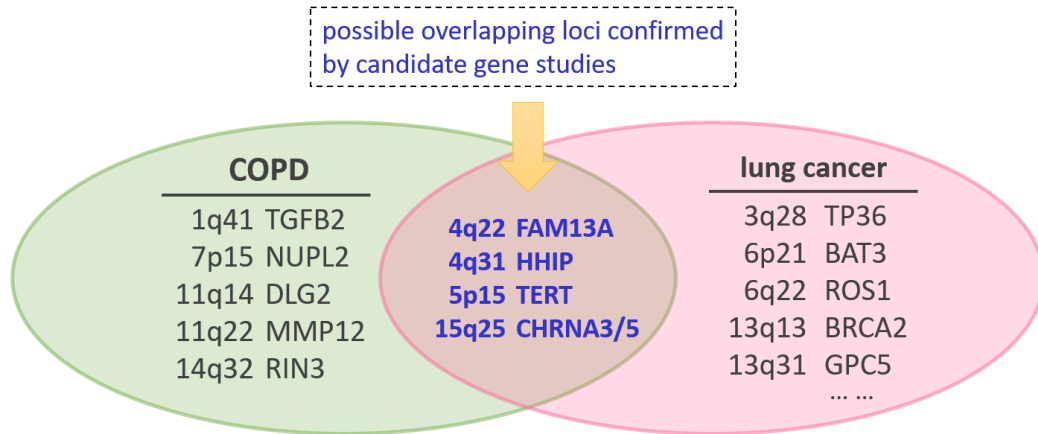 possible overlapping loci confirmed
by candidate gene studies
COPD
1q41 TGFB2
7p15 NUPL2
11q14 DLG2
11q22 MMP12
14q32 RIN3
4q22 FAM13A
4q31 HHIP
5p15 TERT
15q25 CHRNA3/5
lung cancer
3q28 TP36
6p21 BAT3
6q22 ROS1
13q13 BRCA2
13q31 GPC5
... ...